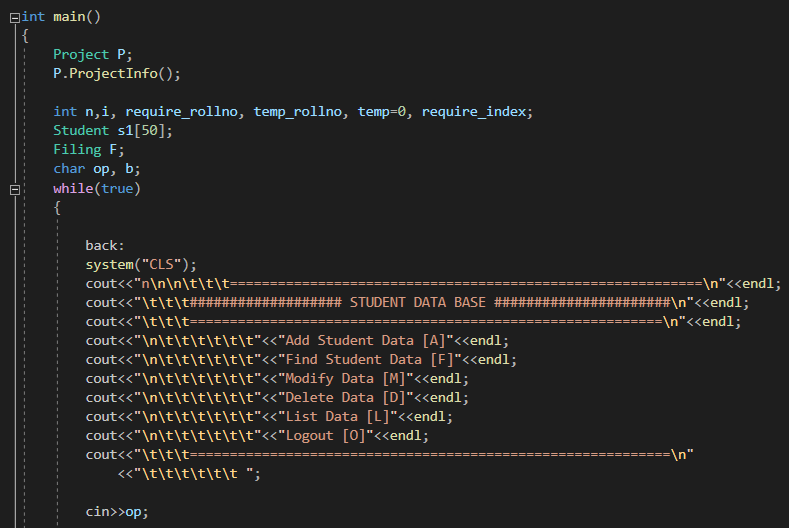 int main()
{
Project P;
P.ProjectInfo();
int n,i, require_rollno, temp_rollno, temp=0, require_index;
Student s1[50];
Filing F;
char op, b;
while(true)
{
back:
system("CLS");
cout<<"n\n\n\t\t\t===========================================================\n"<<endl;
cout<<"\t\t\t################### STUDENT DATA BASE ######################\n"<<endl;
cout<<"\t\t\t===========================================================\n"<<endl;
cout<<"\n\t\t\t\t\t\t"<<"Add Student Data [A]"<<endl;
cout<<"\n\t\t\t\t\t\t"<<"Find Student Data [F]"<<endl;
cout<<"\n\t\t\t\t\t\t"<<"Modify Data [M]"<<endl;
cout<<"\n\t\t\t\t\t\t"<<"Delete Data [D]"<<endl;
cout<<"\n\t\t\t\t\t\t"<<"List Data [L]"<<endl;
cout<<"\n\t\t\t\t\t\t"<<"Logout [O]"<<endl;
cout<<"\t\t\t============================================================\n"
<<"\t\t\t\t\t\t ";
cin>>op;